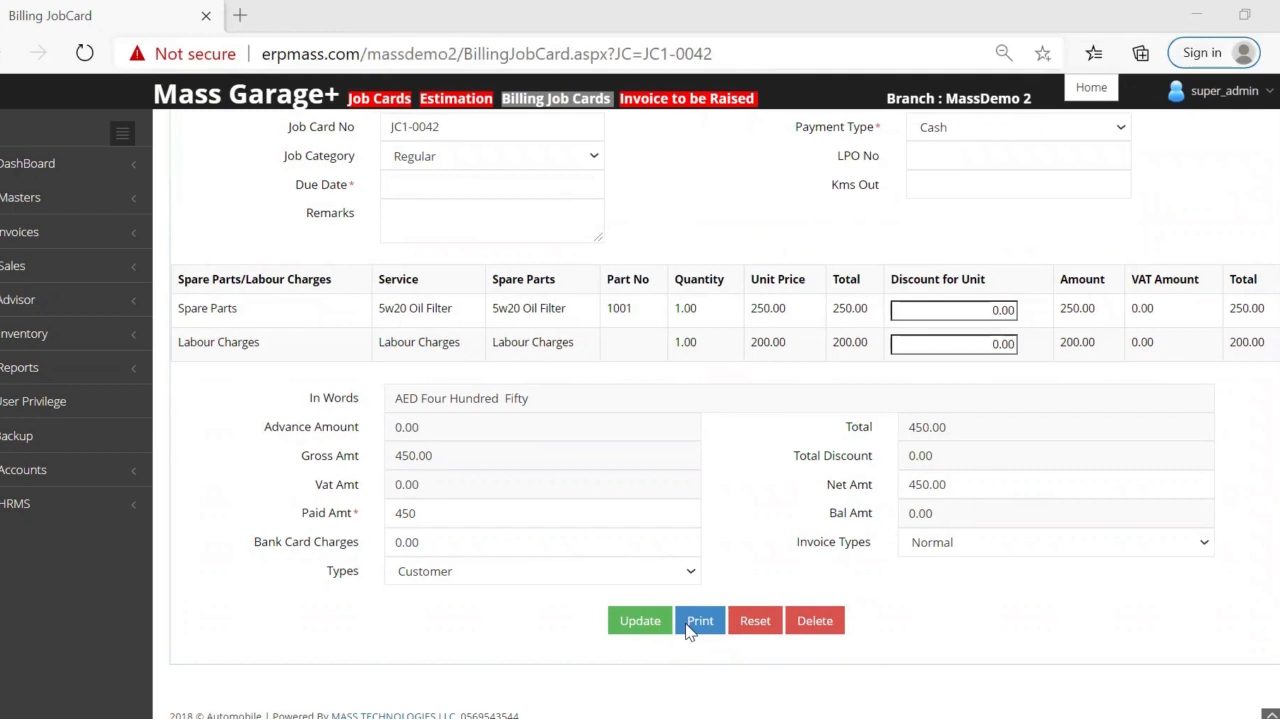 Billing JobCard
Not secure erpmass.com/massdemo2/BillingJobCard.aspx?JC=JC1-0042 Sign in
Mass Garage+ Job Cards Estimation Billing Job Cards Invoice to be Raised Branch : MassDemo 2 Home super_admin
DashBoard
Masters
nvoices
Sales
Advisor
nventory
Reports
User Privilege
Backup
Accounts
HRMS
Job Card No JC1-0042 Payment Type* Cash
Job Category Regular LPO No
Due Date* Kms Out
Remarks
Spare Parts/Labour Charges Service Spare Parts Part No Quantity Unit Price Total Discount for Unit Amount VAT Amount Total
Spare Parts 5w20 Oil Filter 5w20 Oil Filter 1001 1.00 250.00 250.00 0.00 250.00 0.00 250.00
Labour Charges Labour Charges Labour Charges 1.00 200.00 200.00 0.00 200.00 0.00 200.00
In Words AED Four Hundred Fifty
Advance Amount 0.00 Total 450.00
Gross Amt 450.00 Total Discount 0.00
Vat Amt 0.00 Net Amt 450.00
Paid Amt* 450 Bal Amt 0.00
Bank Card Charges 0.00 Invoice Types Normal
Types Customer
Update Print Reset Delete
2018 © Automobile | Powered By MASS TECHNOLOGIES LLC, 0569543544